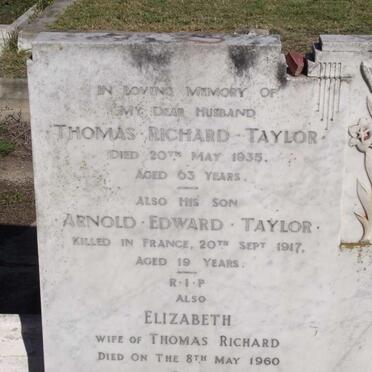 IN LOVING MEMORY OF
MY DEAR HUSBAND
THOMAS · RICHARD · TAYLOR ·
DIED 20TH MAY 1935.
AGED 63 YEARS.
ALSO HIS SON
ARNOLD · EDWARD · TAYLOR ·
KILLED IN FRANCE, 20TH SEPT 1917.
AGED 19 YEARS.
R·I·P
ALSO
ELIZABETH
WIFE OF THOMAS RICHARD
DIED ON THE 8TH MAY 1960